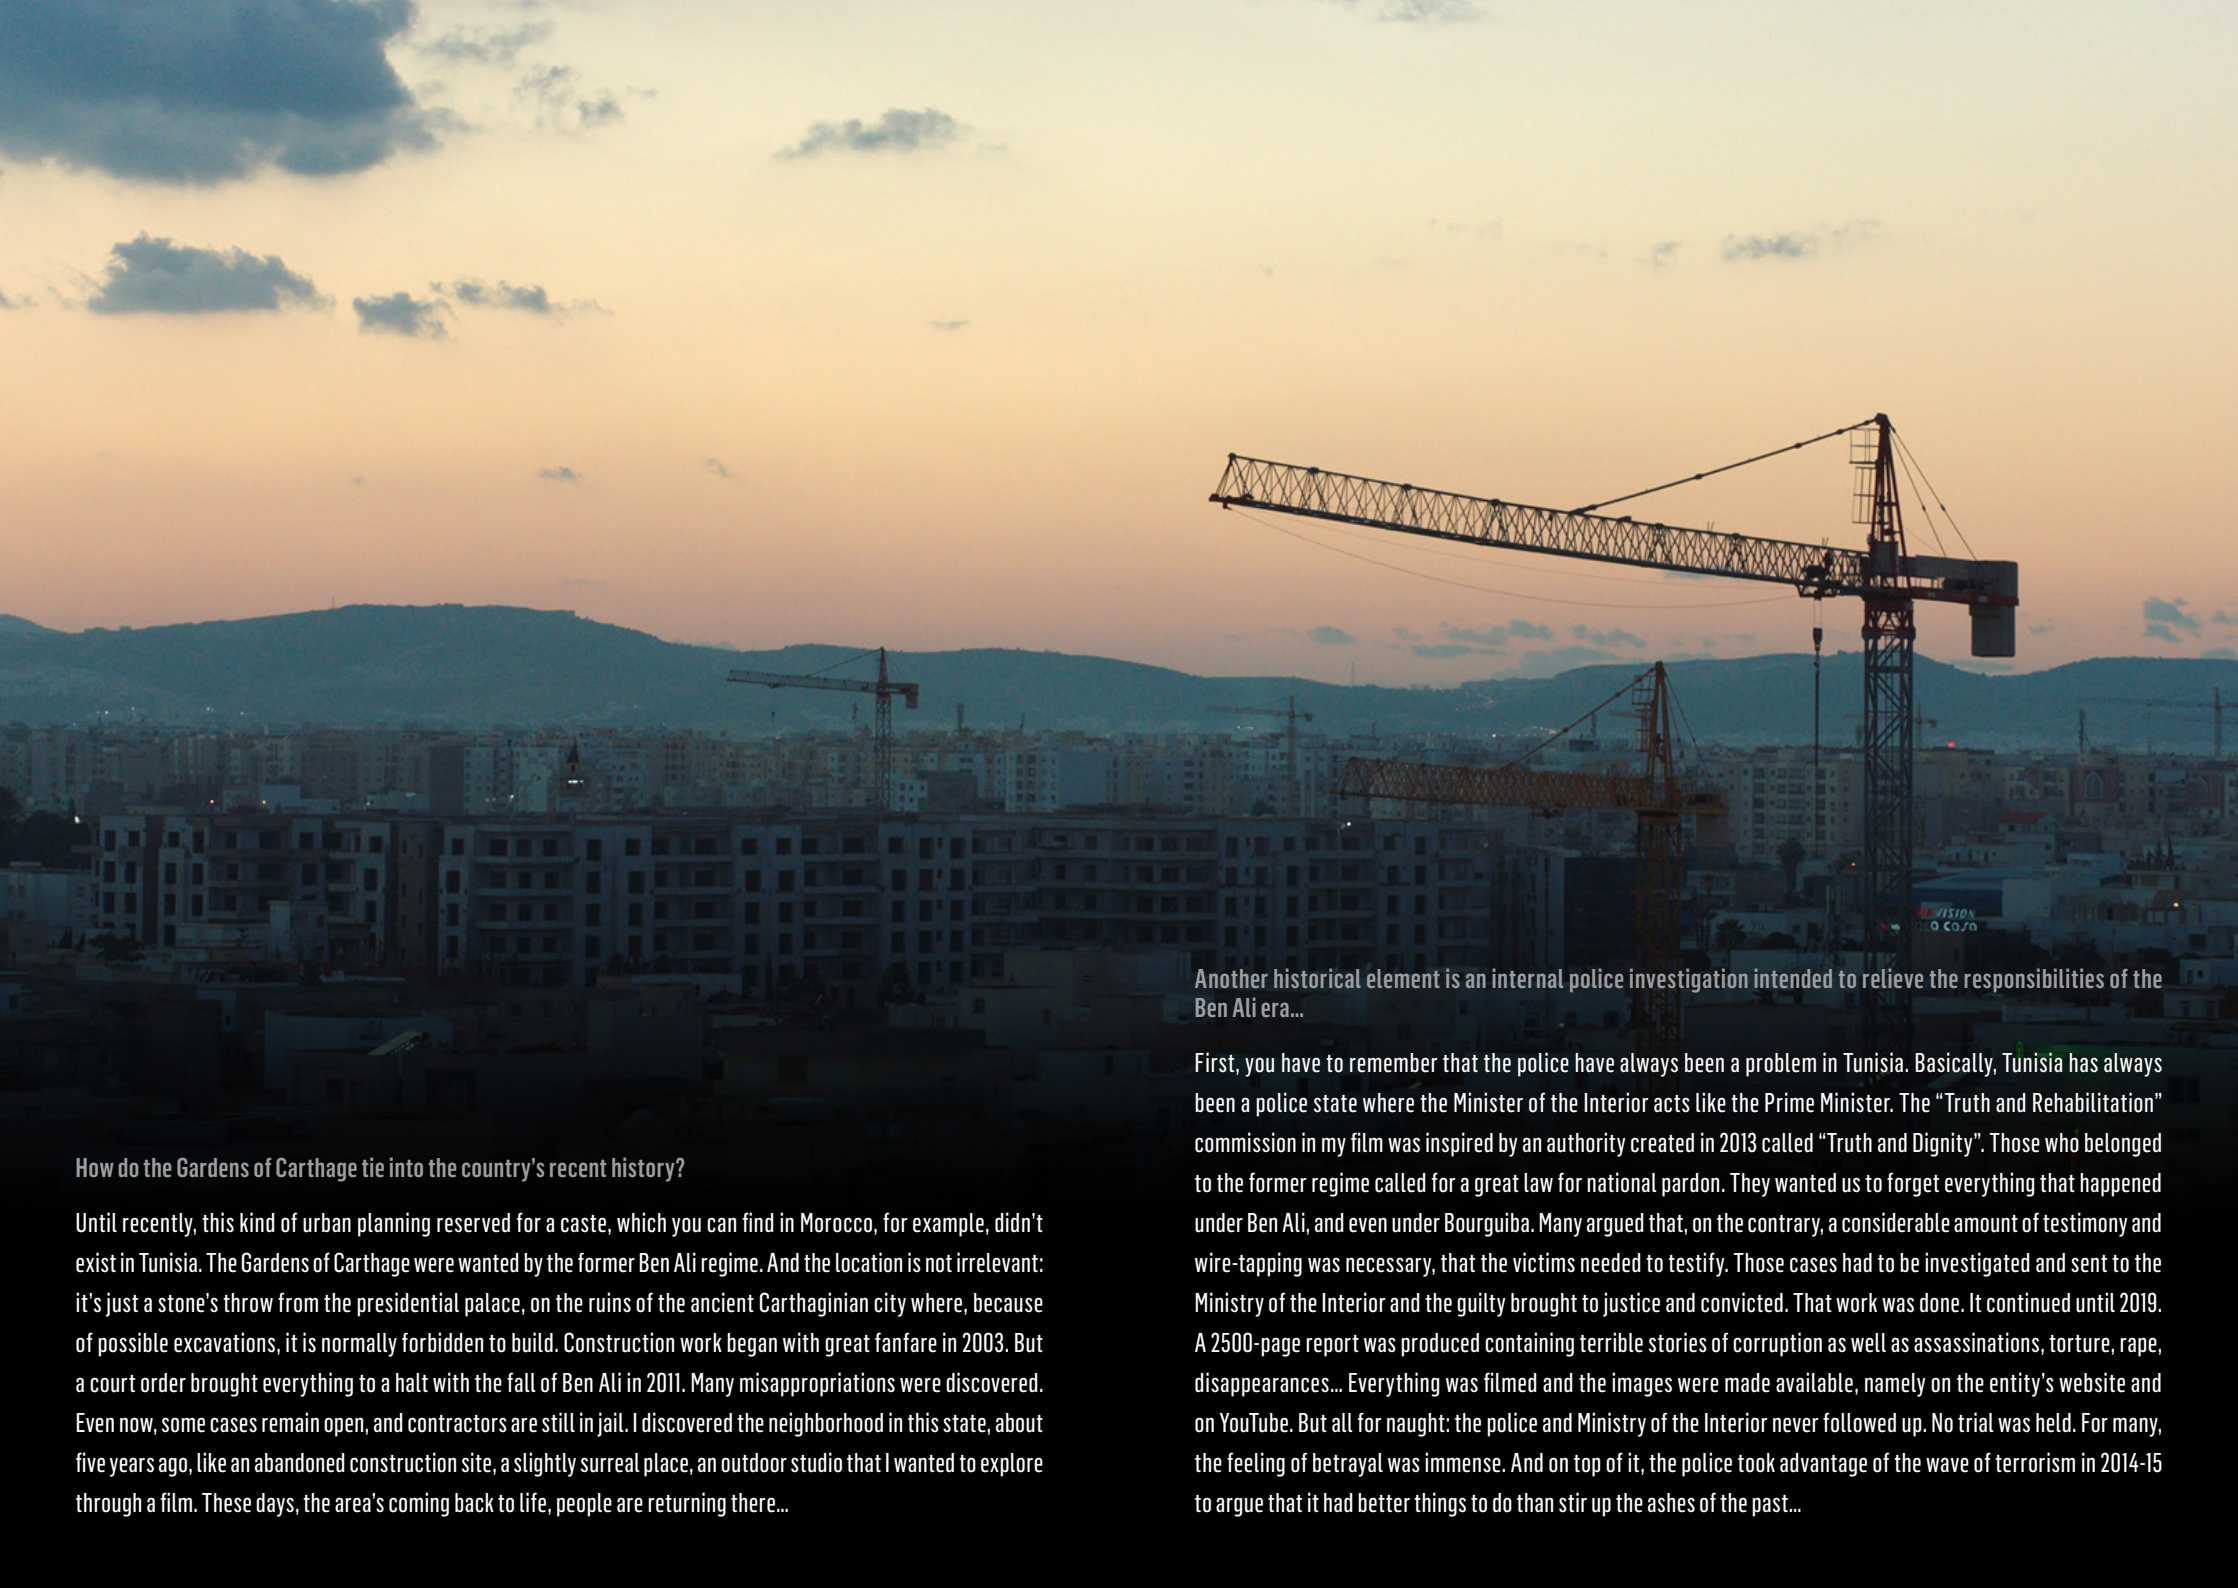 VISION
casa
How do the Gardens of Carthage tie into the country’s recent history?
Until recently, this kind of urban planning reserved for a caste, which you can find in Morocco, for example, didn’t
exist in Tunisia. The Gardens of Carthage were wanted by the former Ben Ali regime. And the location is not irrelevant:
it’s just a stone’s throw from the presidential palace, on the ruins of the ancient Carthaginian city where, because
of possible excavations, it is normally forbidden to build. Construction work began with great fanfare in 2003. But
a court order brought everything to a halt with the fall of Ben Ali in 2011. Many misappropriations were discovered.
Even now, some cases remain open, and contractors are still in jail. I discovered the neighborhood in this state, about
five years ago, like an abandoned construction site, a slightly surreal place, an outdoor studio that I wanted to explore
through a film. These days, the area’s coming back to life, people are returning there...
Another historical element is an internal police investigation intended to relieve the responsibilities of the
Ben Ali era...
First, you have to remember that the police have always been a problem in Tunisia. Basically, Tunisia has always
been a police state where the Minister of the Interior acts like the Prime Minister. The “Truth and Rehabilitation”
commission in my film was inspired by an authority created in 2013 called “Truth and Dignity”. Those who belonged
to the former regime called for a great law for national pardon. They wanted us to forget everything that happened
under Ben Ali, and even under Bourguiba. Many argued that, on the contrary, a considerable amount of testimony and
wire-tapping was necessary, that the victims needed to testify. Those cases had to be investigated and sent to the
Ministry of the Interior and the guilty brought to justice and convicted. That work was done. It continued until 2019.
A 2500-page report was produced containing terrible stories of corruption as well as assassinations, torture, rape,
disappearances... Everything was filmed and the images were made available, namely on the entity’s website and
on YouTube. But all for naught: the police and Ministry of the Interior never followed up. No trial was held. For many,
the feeling of betrayal was immense. And on top of it, the police took advantage of the wave of terrorism in 2014-15
to argue that it had better things to do than stir up the ashes of the past...